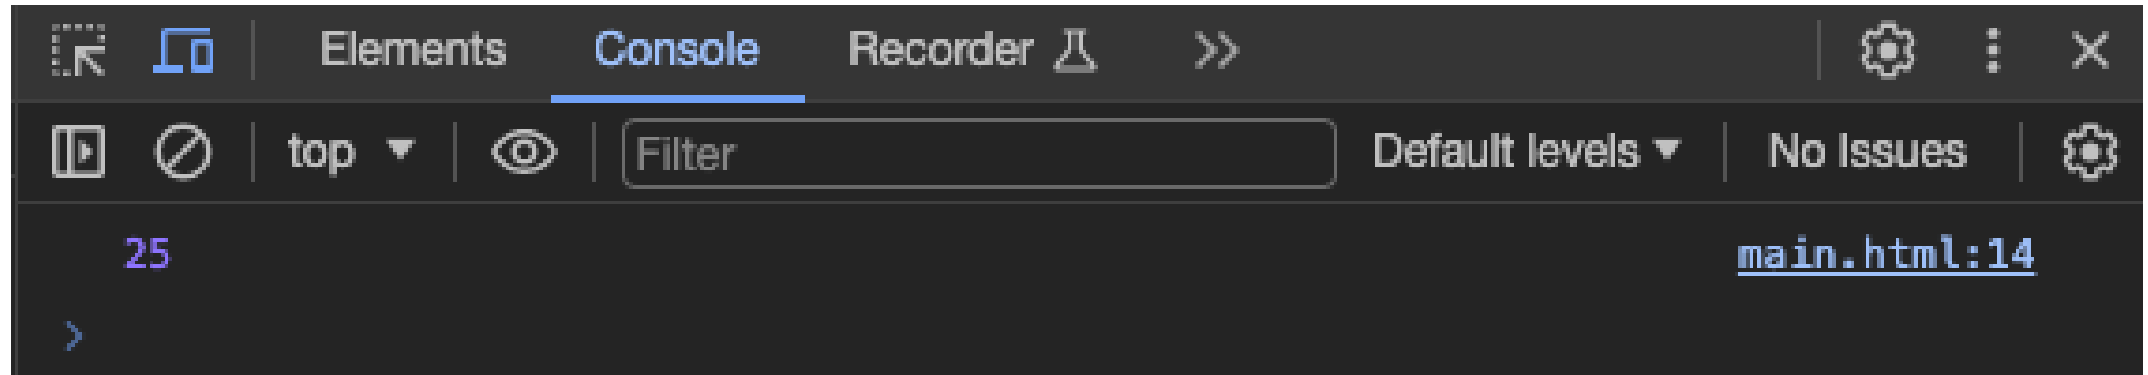 Elements Console Recorder
top Filter Default levels No Issues
25 main.html:14